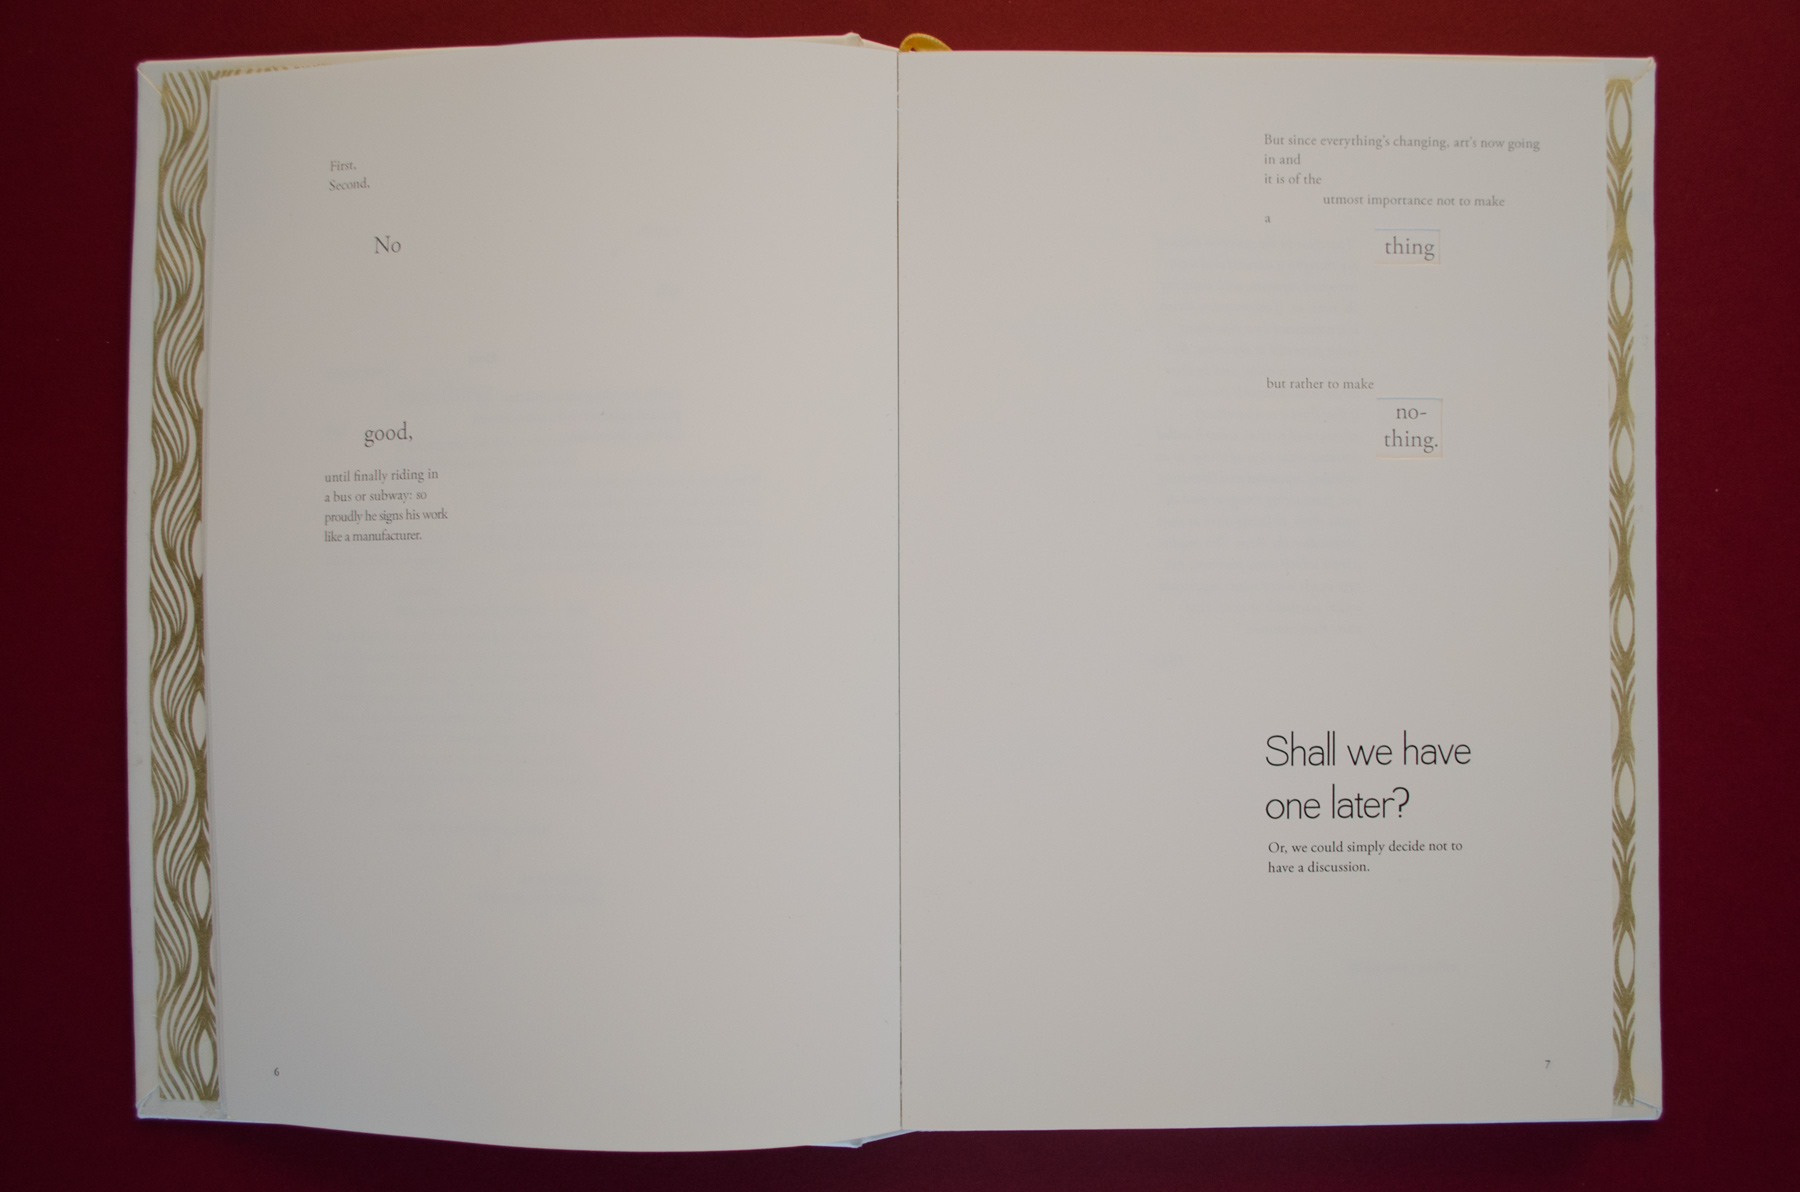 First,
Second,
No
good,
until finally riding in
a bus or subway: so
proudly he signs his work
like a manufacturer.
6
But since everything's changing, art's now going
in and
it is of the
utmost importance not to make
a
thing
but rather to make
no-
thing.
Shall we have
one later?
Or, we could simply decide not to
have a discussion.
7